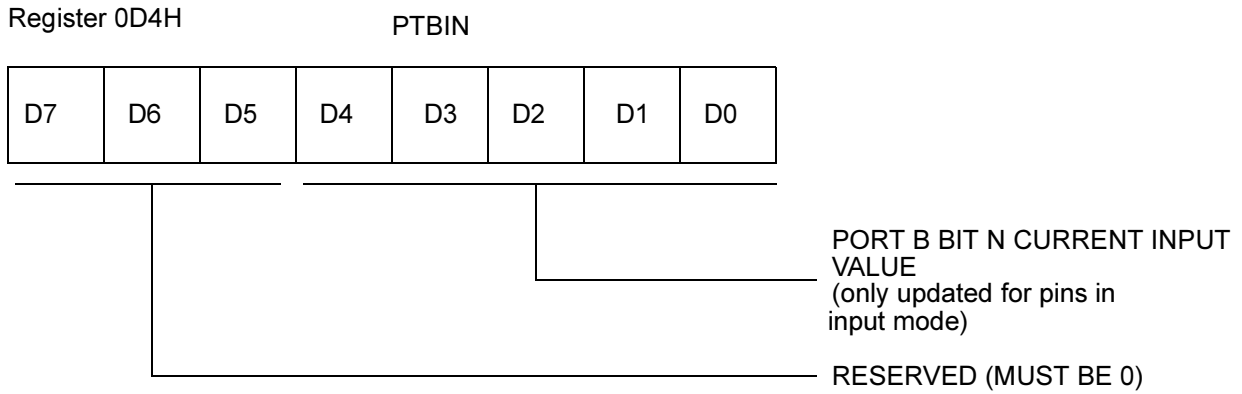 Register 0D4H
PTBIN
D7 D6 D5 D4 D3 D2 D1 D0
PORT B BIT N CURRENT INPUT
VALUE
(only updated for pins in
input mode)
RESERVED (MUST BE 0)